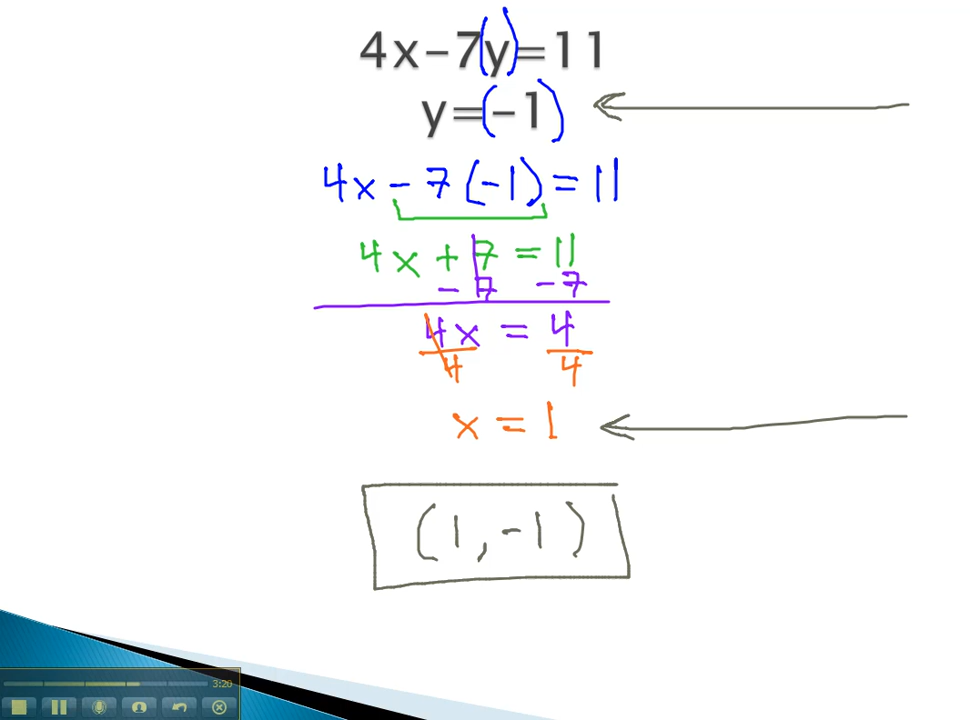 4x-7(y)=11
y=(-1)
4x - 7(-1) = 11
4x + 7 = 11
- 7 -7
4x = 4
4 4
x = 1
(1, -1)
3:20